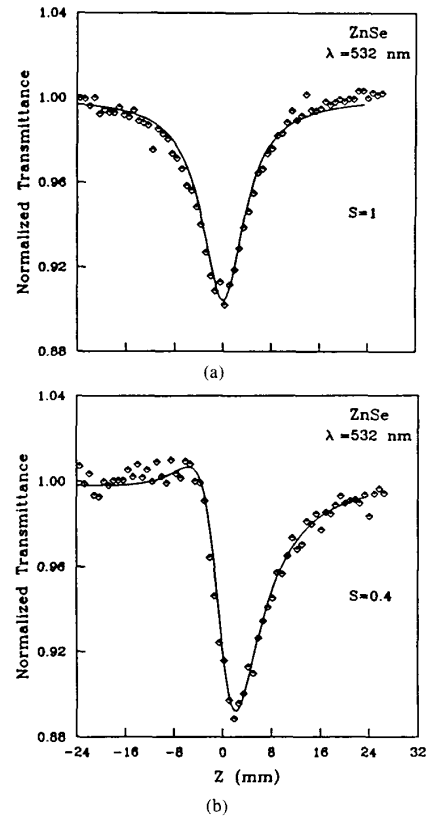 1.04
ZnSe
λ = 532 nm
1.00
Normalized Transmittance
0.96
S=1
0.92
0.88
(a)
1.04
ZnSe
λ = 532 nm
1.00
Normalized Transmittance
0.96
S=0.4
0.92
0.88
-24 -16 -8 0 8 16 24 32
Z (mm)
(b)